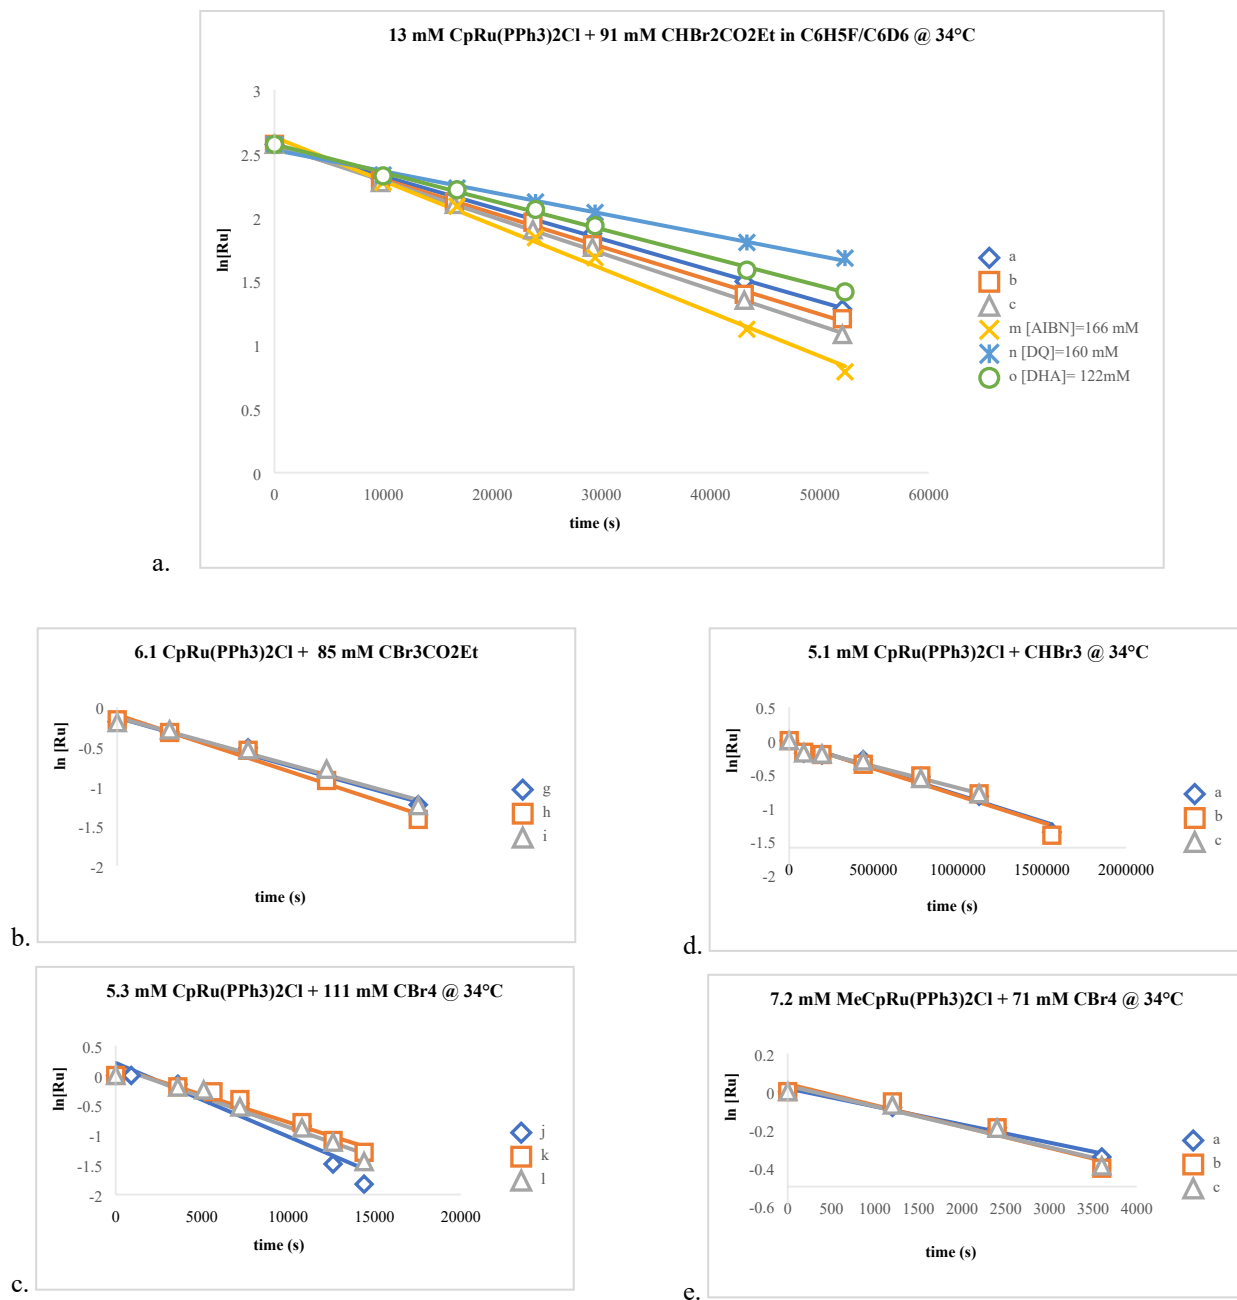 13 mM CpRu(PPh3)2Cl + 91 mM CHBr2CO2Et in C6H5F/C6D6 @ 34°C
3
2.5
2
1.5
1
0.5
0
ln[Ru]
0 10000 20000 30000 40000 50000 60000
time (s)
a
b
c
m [AIBN]=166 mM
n [DQ]=160 mM
o [DHA]= 122mM
a.
6.1 CpRu(PPh3)2Cl + 85 mM CBr3CO2Et
0
-0.5
-1
-1.5
-2
ln [Ru]
time (s)
g
h
i
b.
5.1 mM CpRu(PPh3)2Cl + CHBr3 @ 34°C
0.5
0
-0.5
-1
-1.5
-2
ln[Ru]
0 500000 1000000 1500000 2000000
time (s)
a
b
c
d.
5.3 mM CpRu(PPh3)2Cl + 111 mM CBr4 @ 34°C
0.5
0
-0.5
-1
-1.5
-2
ln[Ru]
0 5000 10000 15000 20000
time (s)
j
k
l
c.
7.2 mM MeCpRu(PPh3)2Cl + 71 mM CBr4 @ 34°C
0.2
0
-0.2
-0.4
-0.6
ln [Ru]
0 500 1000 1500 2000 2500 3000 3500 4000
time (s)
a
b
c
e.